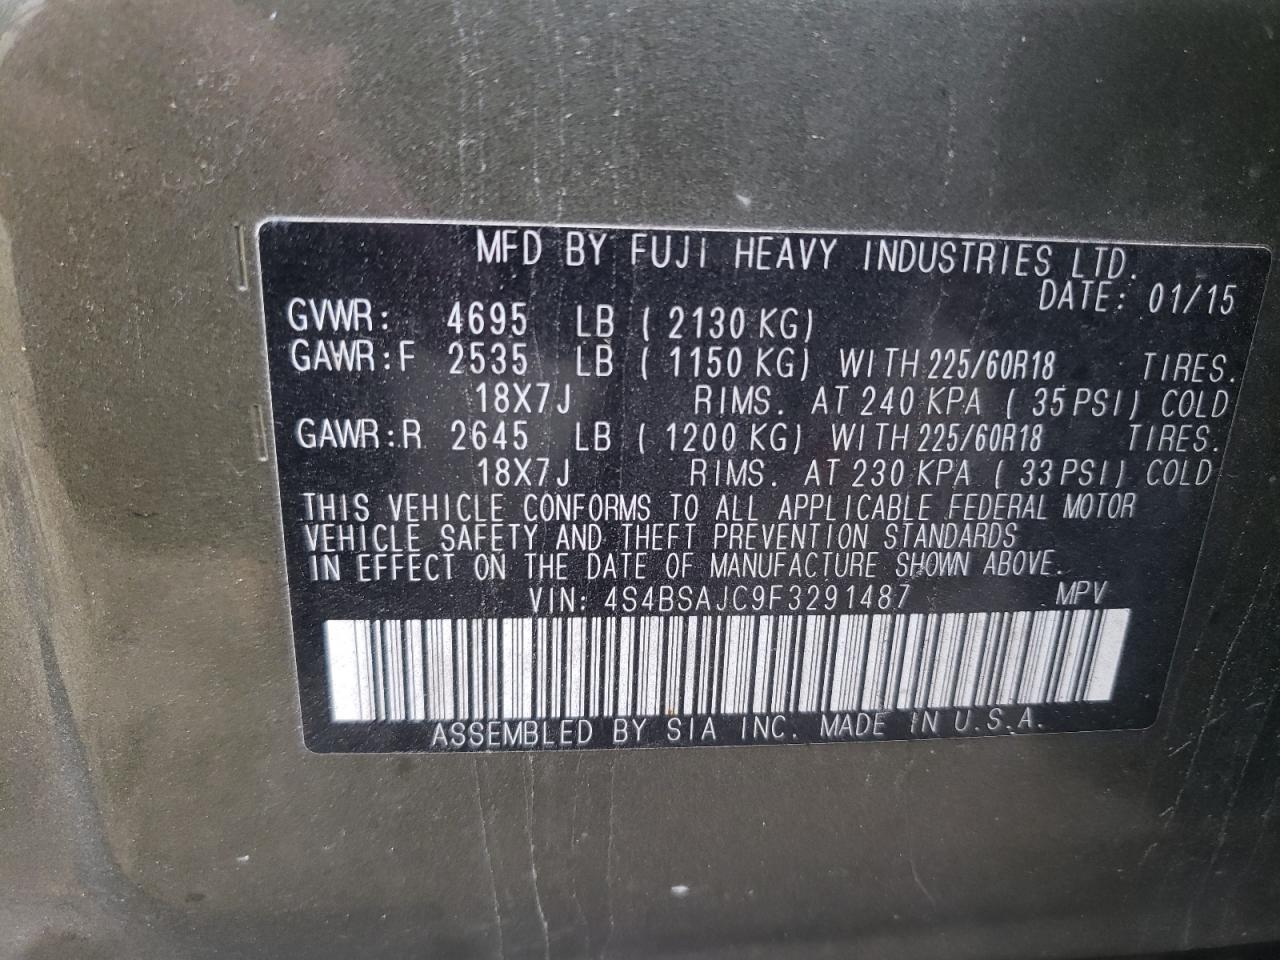 MFD BY FUJI HEAVY INDUSTRIES LTD.
DATE: 01/15
GVWR: 4695 LB ( 2130 KG)
GAWR:F 2535 LB ( 1150 KG) WITH 225/60R18 TIRES.
18X7J RIMS. AT 240 KPA ( 35 PSI) COLD
GAWR:R 2645 LB ( 1200 KG) WITH 225/60R18 TIRES.
18X7J RIMS. AT 230 KPA ( 33 PSI) COLD
THIS VEHICLE CONFORMS TO ALL APPLICABLE FEDERAL MOTOR
VEHICLE SAFETY AND THEFT PREVENTION STANDARDS
IN EFFECT ON THE DATE OF MANUFACTURE SHOWN ABOVE.
VIN: 4S4BSAJC9F3291487 MPV
ASSEMBLED BY SIA INC. MADE IN U.S.A.